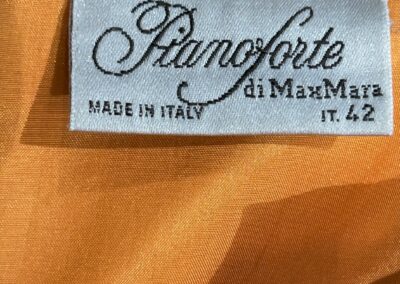 Pianoforte
di MaxMara
MADE IN ITALY IT. 42